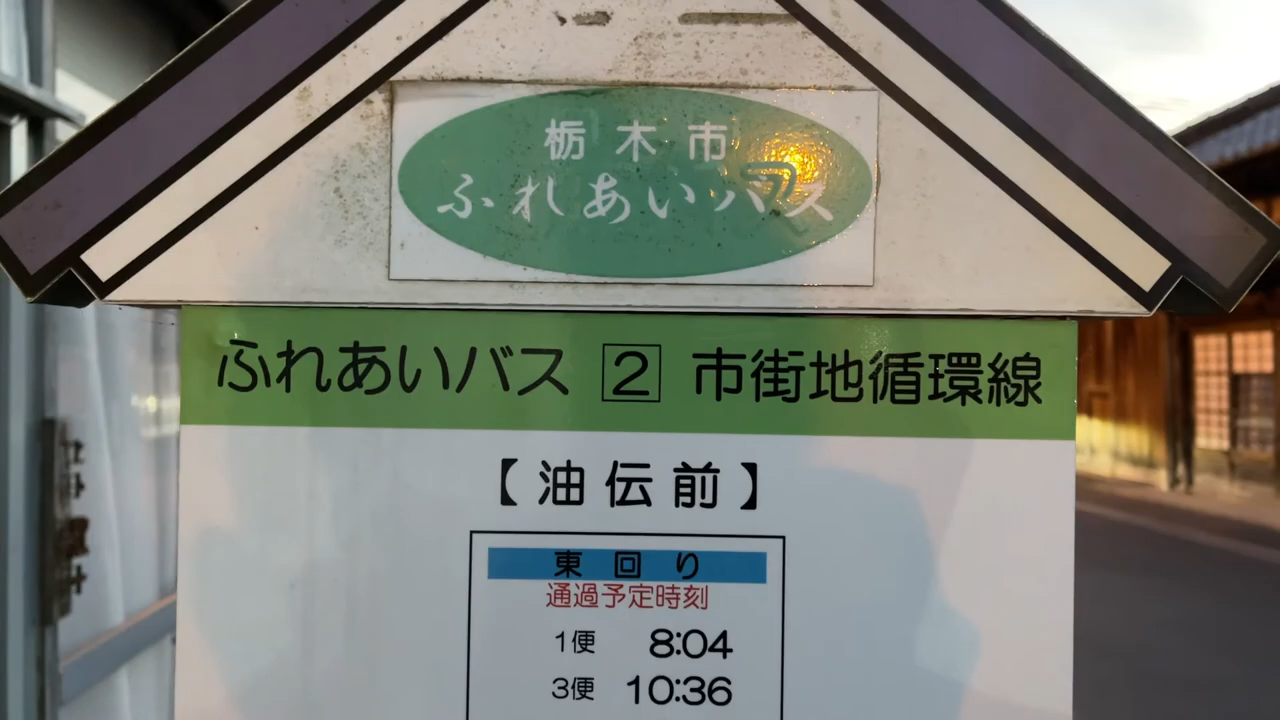 栃木市
ふれあいバス
ふれあいバス 2 市街地循環線
【油伝前】
東回り
通過予定時刻
1便 8:04
3便 10:36